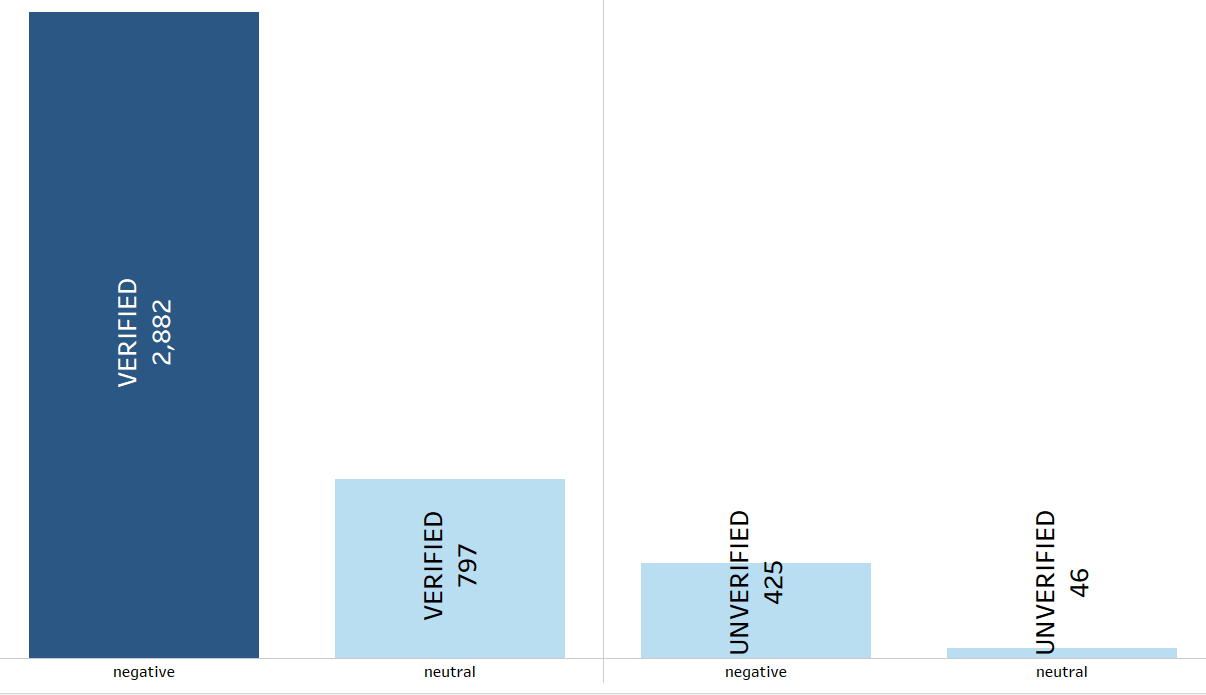 VERIFIED
2,882
VERIFIED
797
UNVERIFIED
425
UNVERIFIED
46
negative
neutral
negative
neutral